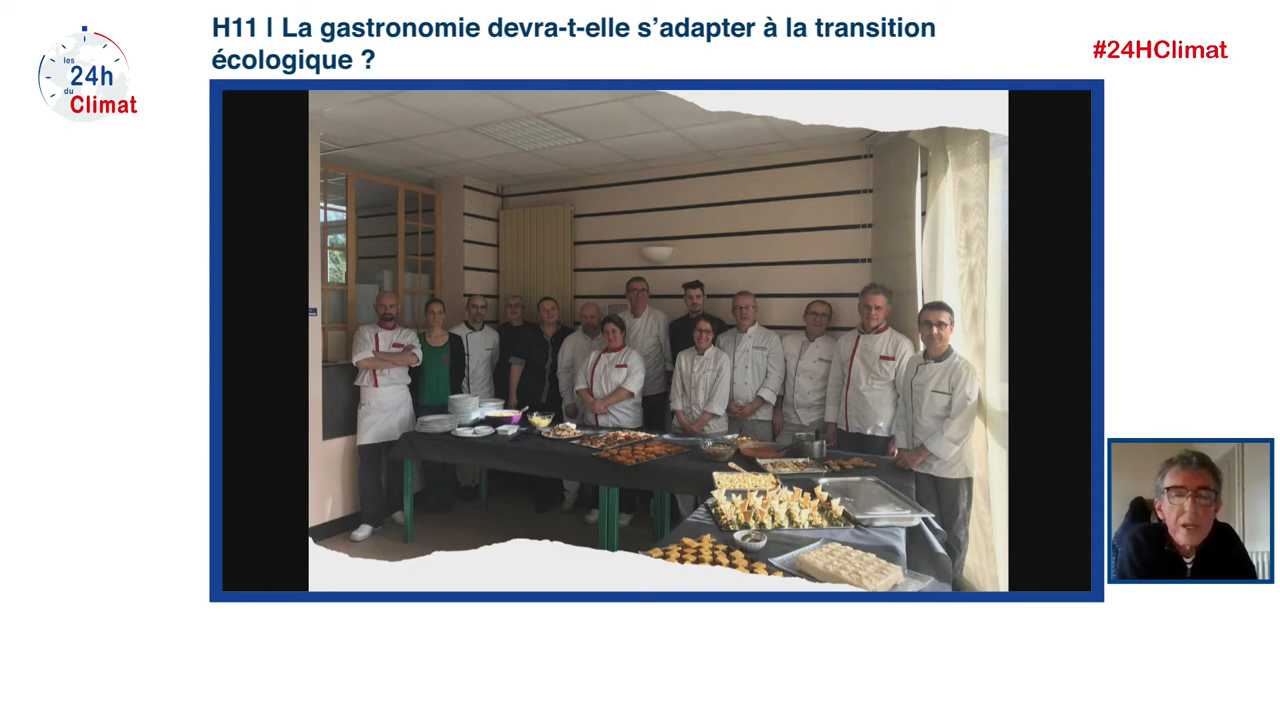 H11 | La gastronomie devra-t-elle s’adapter à la transition
écologique ?
#24HClimat
les
24h
du
Climat